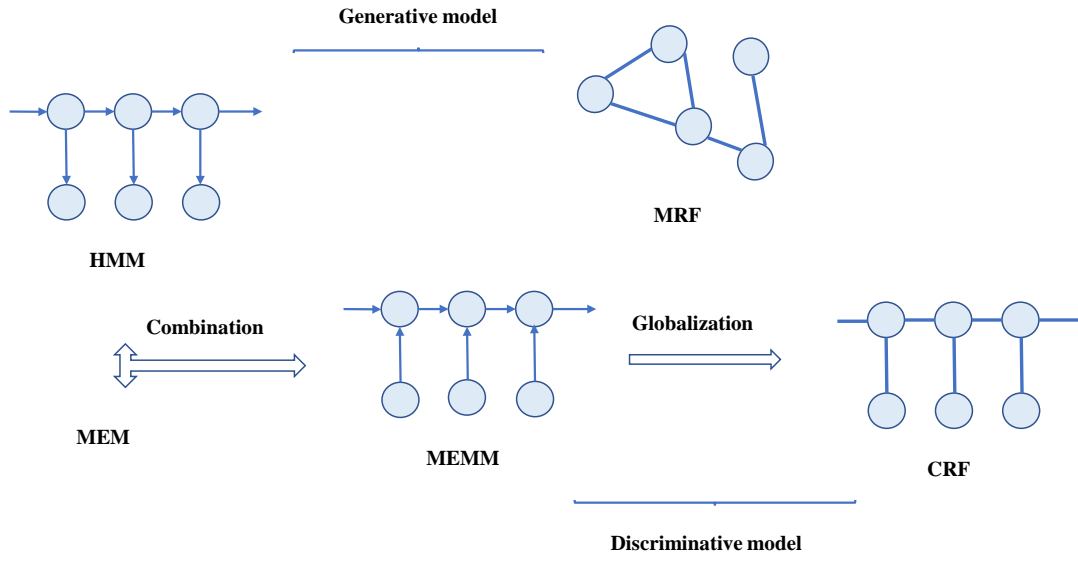 Generative model
MRF
HMM
Combination
Globalization
MEM
MEMM
CRF
Discriminative model